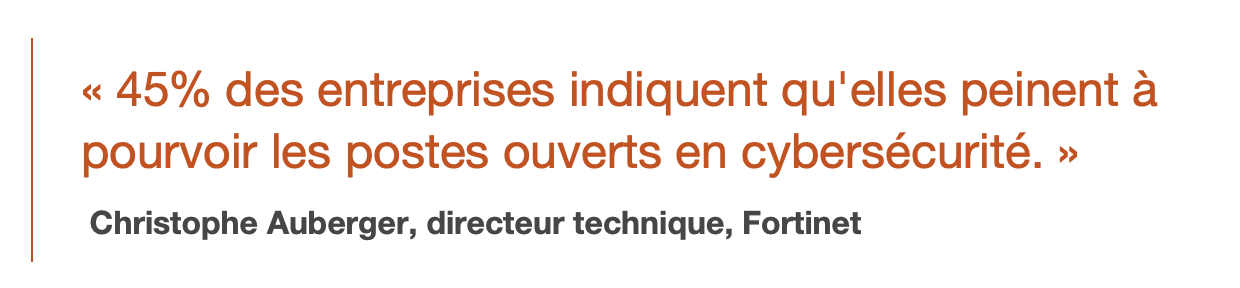 « 45% des entreprises indiquent qu'elles peinent à
pourvoir les postes ouverts en cybersécurité. »
Christophe Auberger, directeur technique, Fortinet